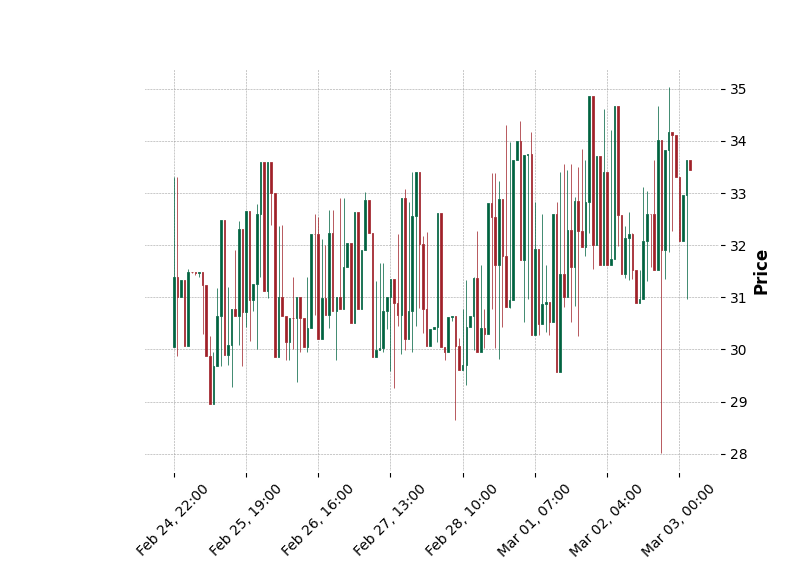 35
34
33
32
31
30
29
28
Price
Feb 24, 22:00
Feb 25, 19:00
Feb 26, 16:00
Feb 27, 13:00
Feb 28, 10:00
Mar 01, 07:00
Mar 02, 04:00
Mar 03, 00:00